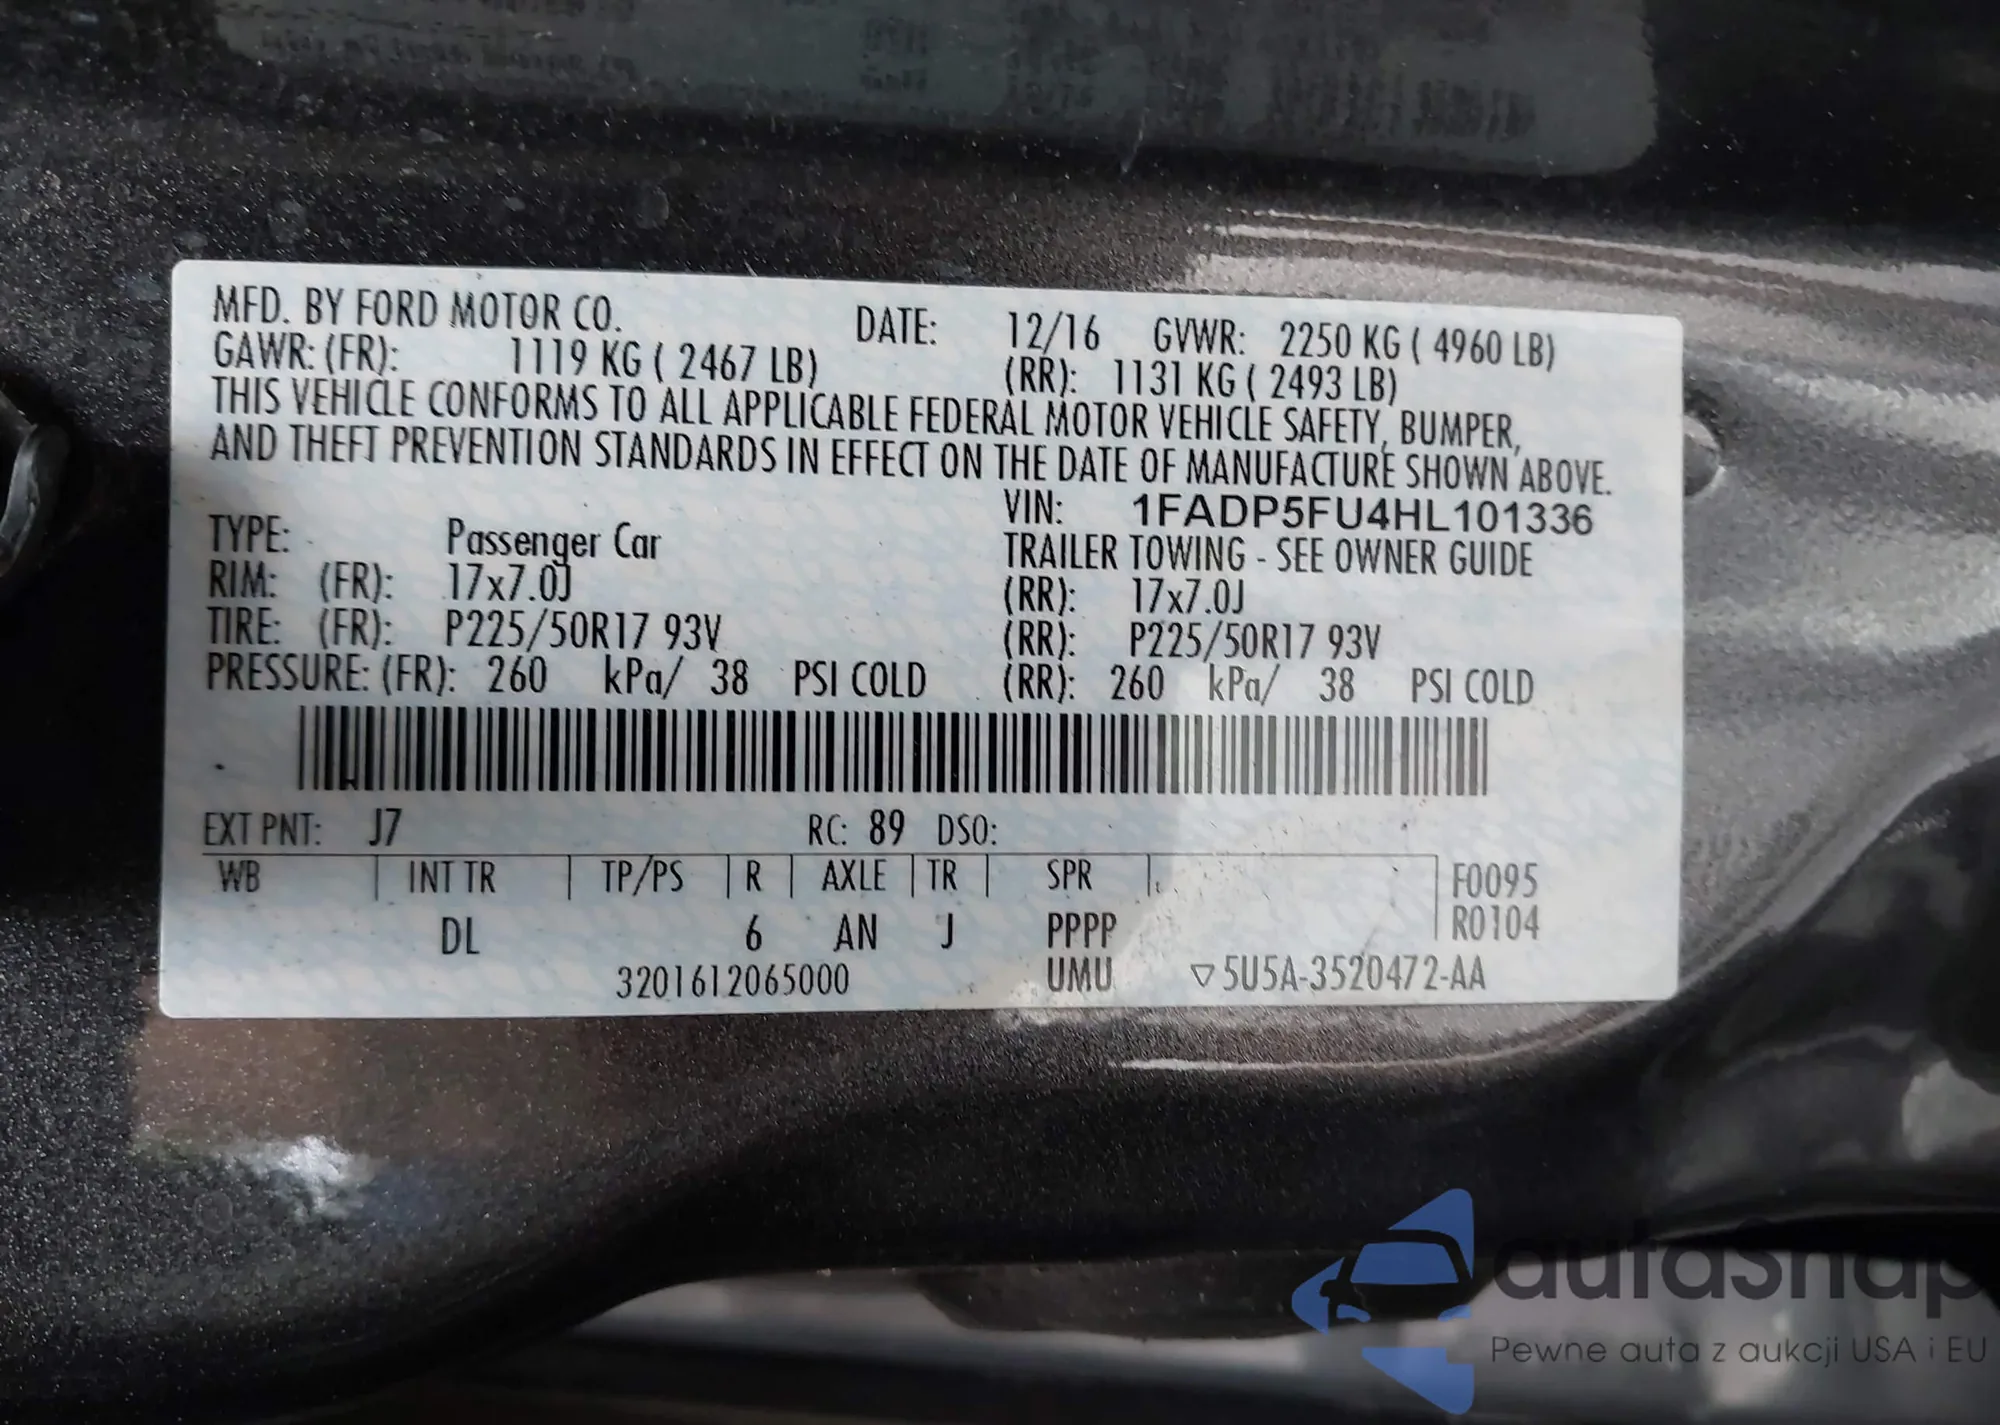 MFD. BY FORD MOTOR CO. DATE: 12/16 GVWR: 2250 KG ( 4960 LB)
GAWR: (FR): 1119 KG ( 2467 LB) (RR): 1131 KG ( 2493 LB)
THIS VEHICLE CONFORMS TO ALL APPLICABLE FEDERAL MOTOR VEHICLE SAFETY, BUMPER,
AND THEFT PREVENTION STANDARDS IN EFFECT ON THE DATE OF MANUFACTURE SHOWN ABOVE.
VIN: 1FADP5FU4HL101336
TYPE: Passenger Car TRAILER TOWING - SEE OWNER GUIDE
RIM: (FR): 17x7.0J (RR): 17x7.0J
TIRE: (FR): P225/50R17 93V (RR): P225/50R17 93V
PRESSURE: (FR): 260 kPa/ 38 PSI COLD (RR): 260 kPa/ 38 PSI COLD
EXT PNT: J7 RC: 89 DSO:
WB INT TR TP/PS R AXLE TR SPR F0095
DL 6 AN J PPPP R0104
3201612065000 UMU ▽5U5A-3520472-AA
autaSnap
Pewne auta z aukcji USA i EU